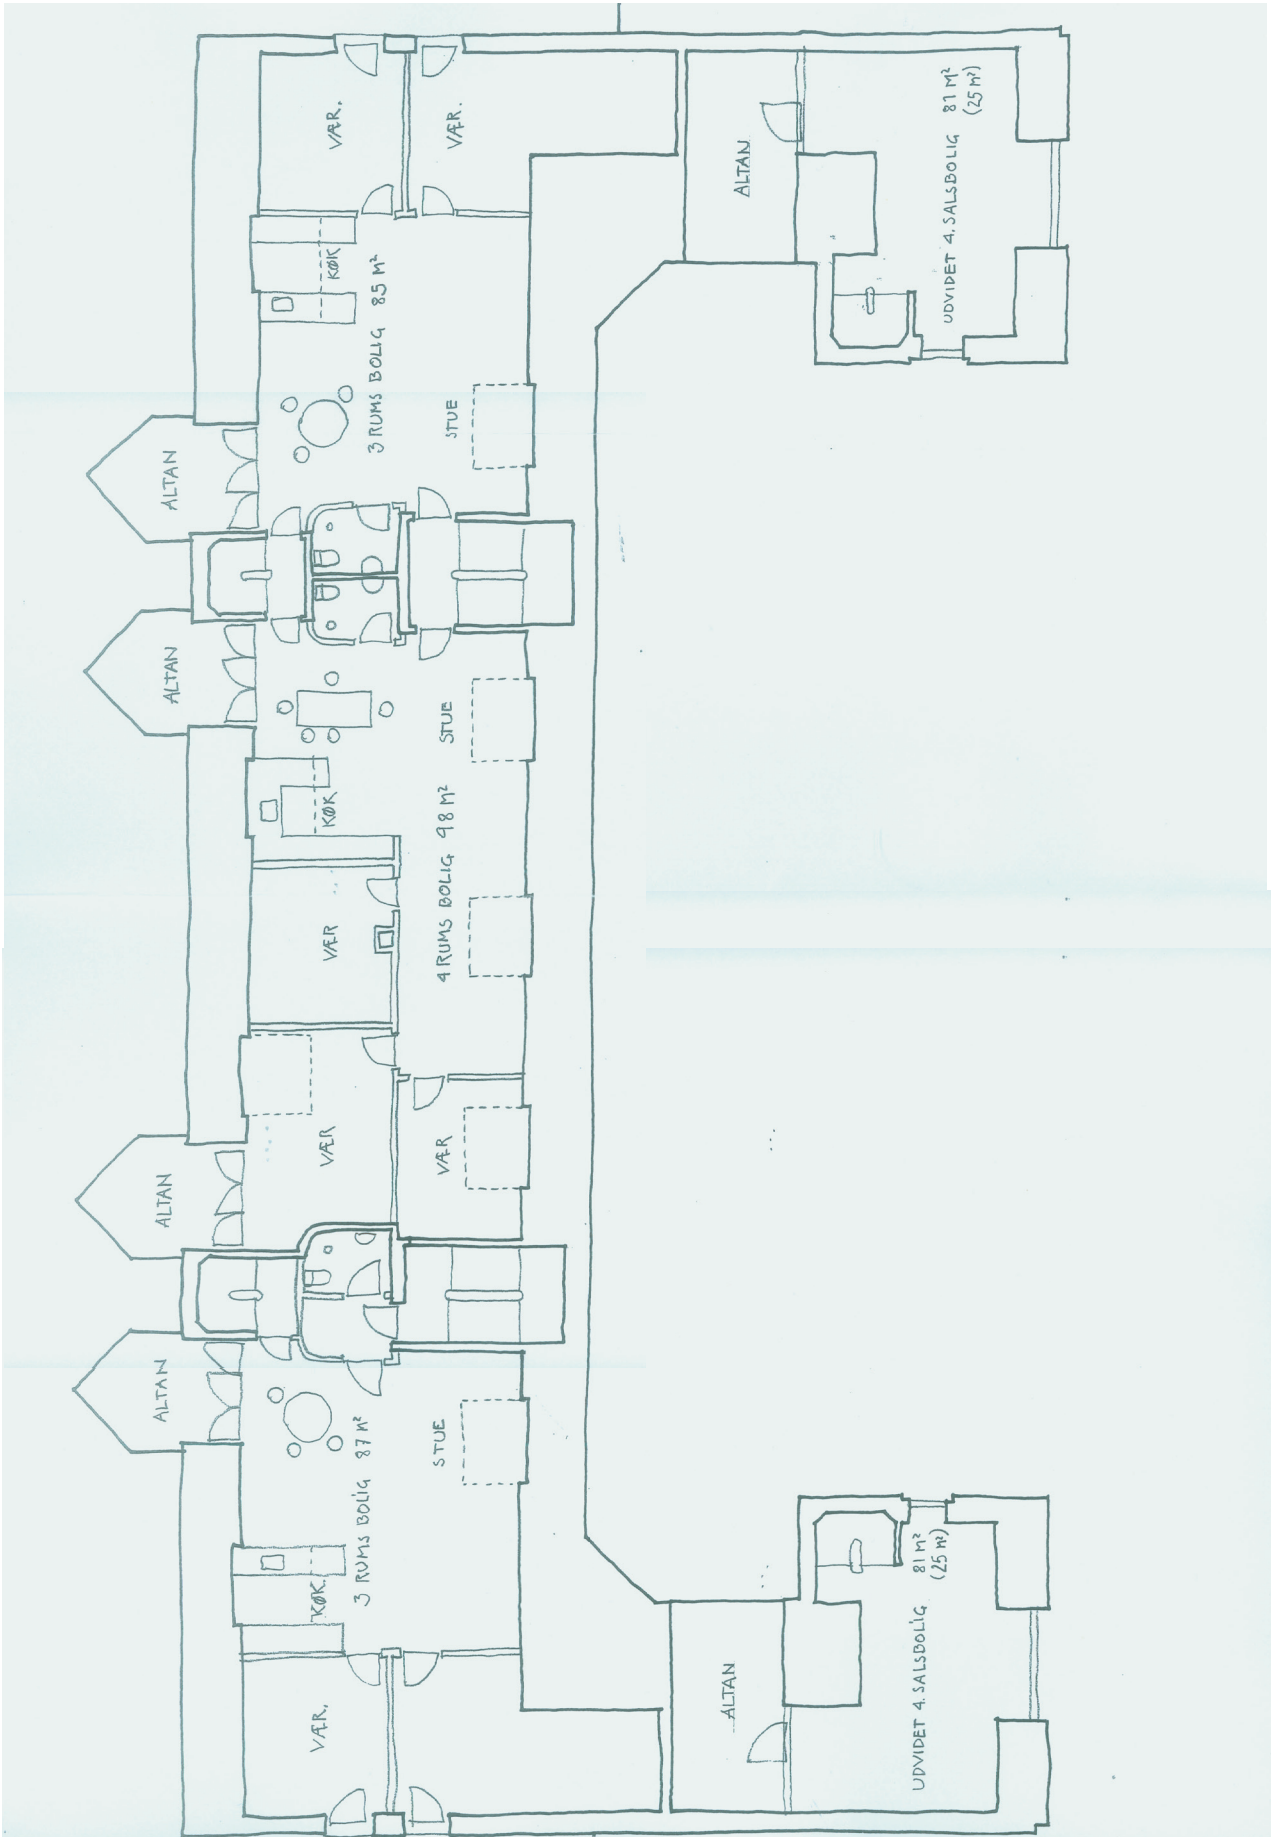 ALTAN
ALTAN
ALTAN
ALTAN
VÆR.
KØK.
VÆR
VÆR
KØK
KØK
VÆR.
3 RUMS BOLIG 87 M²
3 RUMS BOLIG 85 M²
STUE
VÆR
4 RUMS BOLIG 98 M²
STUE
STUE
VÆR.
ALTAN
ALTAN
UDVIDET 4. SALSBOLIG 81 m²
(25 m²)
UDVIDET 4. SALSBOLIG 81 M²
(25 m²)